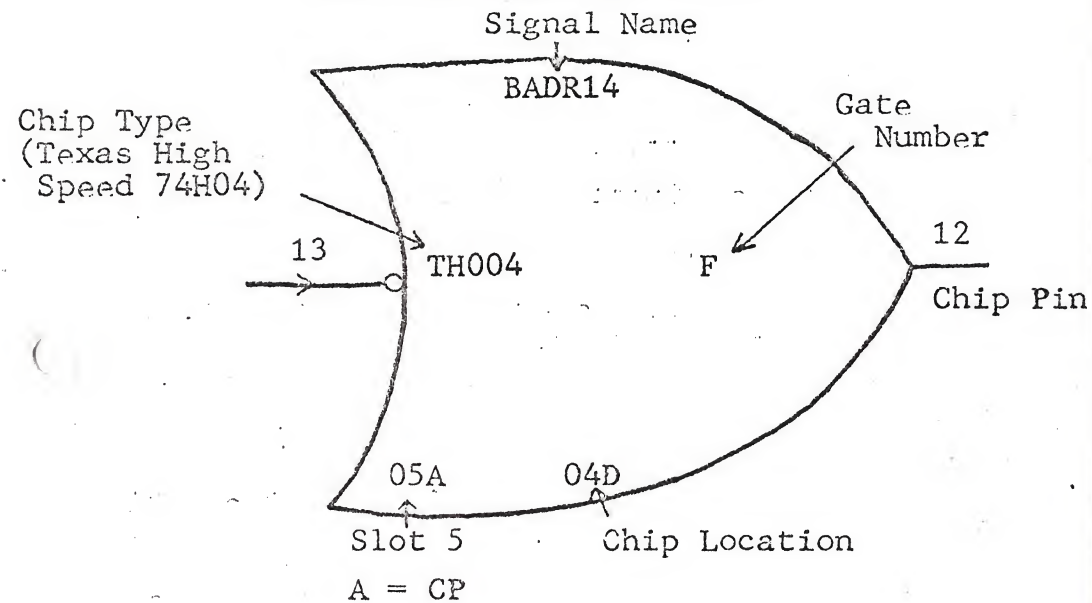 Signal Name
BADR14
Gate
Number
Chip Type
(Texas High
Speed 74H04)
13
TH004
F
12
Chip Pin
05A
04D
Slot 5
Chip Location
A = CP